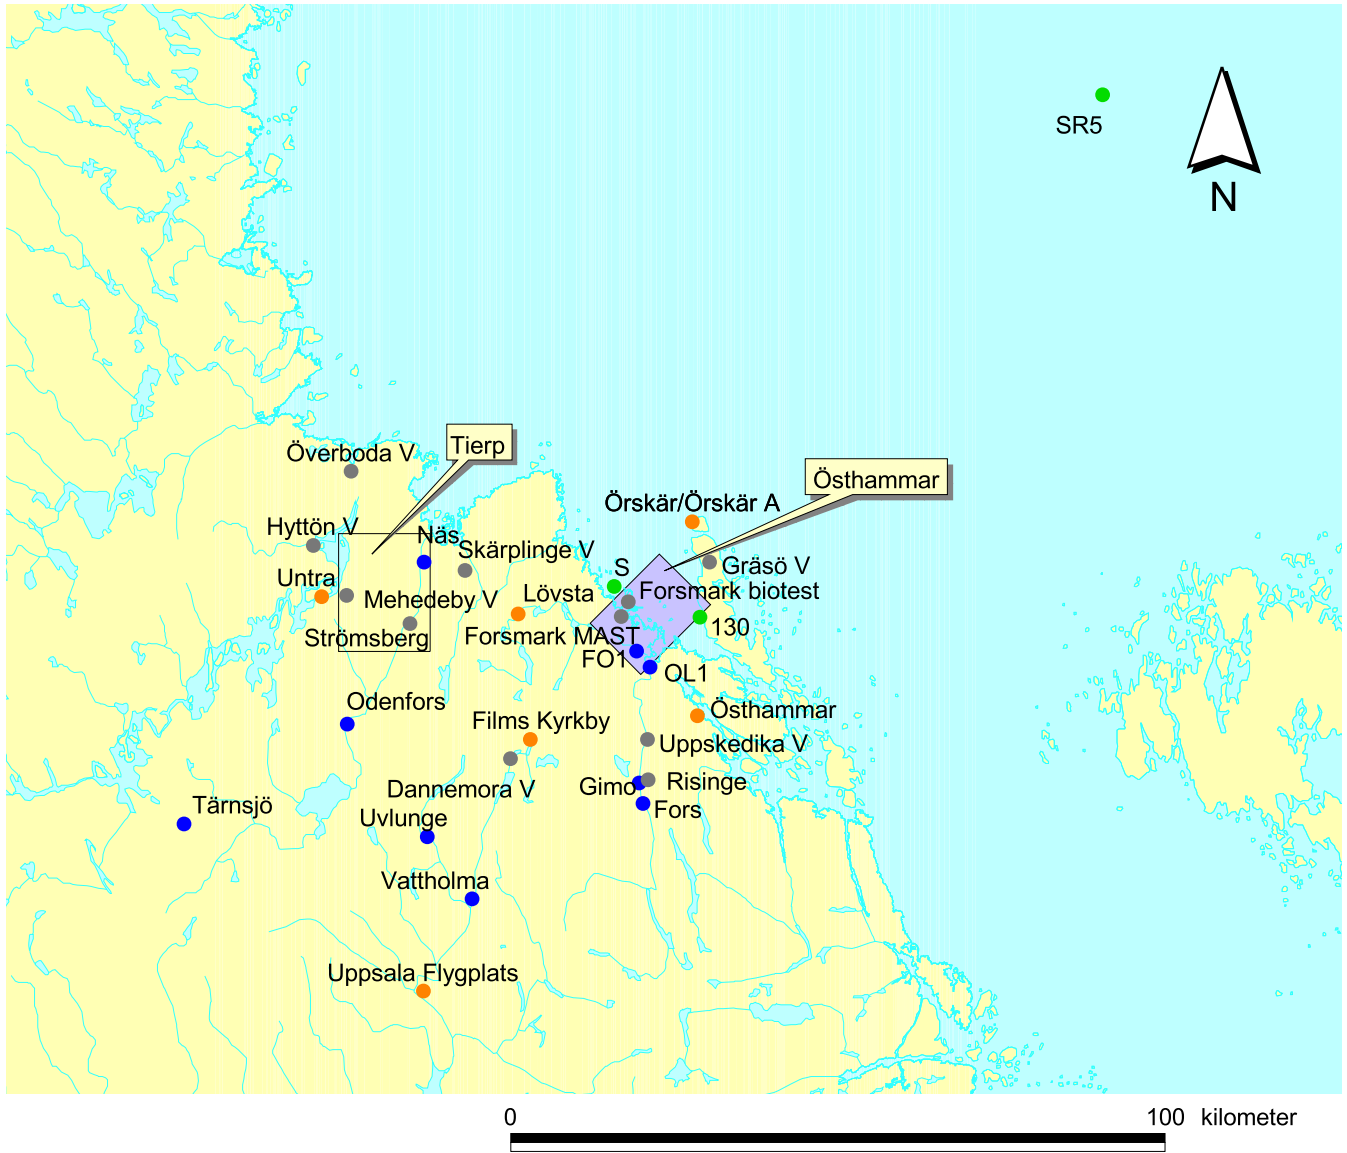 SR5
N
Överboda V
Tierp
Östhammar
Örskär/Örskär A
Hyttön V
Näs
Skärplinge V
S
Gräsö V
Untra
Mehedeby V
Lövsta
Forsmark biotest
Strömsberg
Forsmark MAST
130
FO1
OL1
Odenfors
Films Kyrkby
Östhammar
Uppskedika V
Dannemora V
Gimo
Risinge
Tärnsjö
Uvlunge
Fors
Vattholma
Uppsala Flygplats
0 100 kilometer